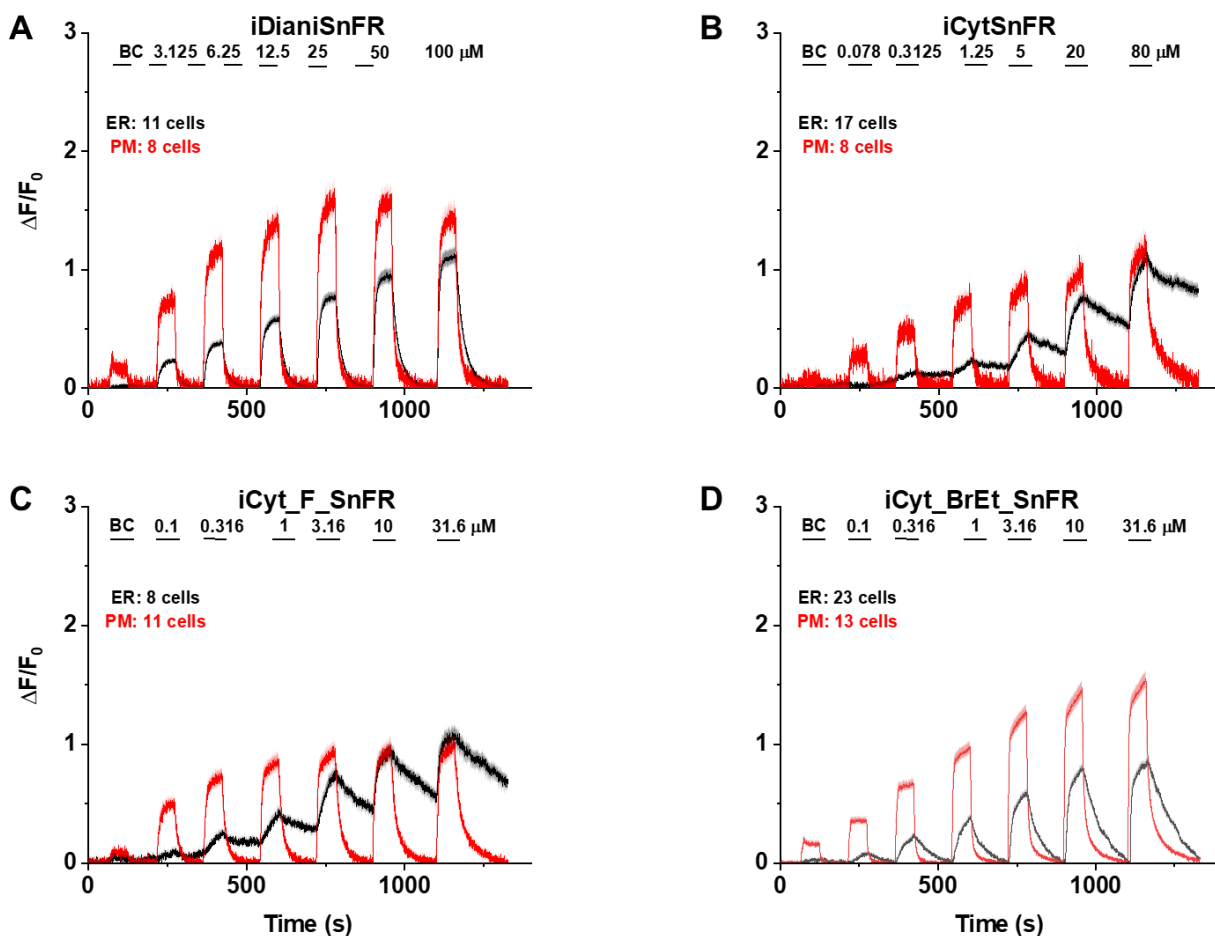 A
iDianiSnFR
BC 3.125 6.25 12.5 25 50 100 μM
ER: 11 cells
PM: 8 cells
3
2
1
0
ΔF/F0
0 500 1000
B
iCytSnFR
BC 0.078 0.3125 1.25 5 20 80 μM
ER: 17 cells
PM: 8 cells
3
2
1
0
0 500 1000
C
iCyt_F_SnFR
BC 0.1 0.316 1 3.16 10 31.6 μM
ER: 8 cells
PM: 11 cells
3
2
1
0
ΔF/F0
0 500 1000
Time (s)
D
iCyt_BrEt_SnFR
BC 0.1 0.316 1 3.16 10 31.6 μM
ER: 23 cells
PM: 13 cells
3
2
1
0
0 500 1000
Time (s)